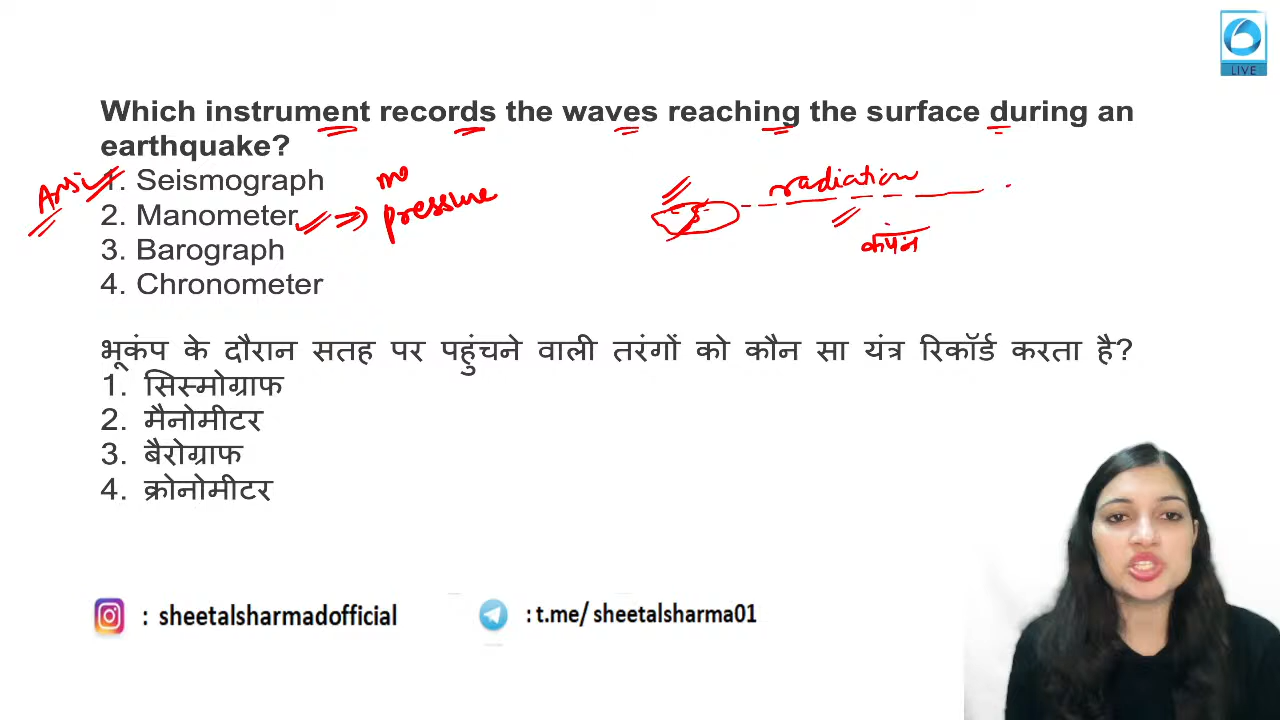 LIVE
Which instrument records the waves reaching the surface during an
earthquake?
Ans:
1. Seismograph
2. Manometer
3. Barograph
4. Chronometer
pressure
radiation
कंपन
भूकंप के दौरान सतह पर पहुंचने वाली तरंगों को कौन सा यंत्र रिकॉर्ड करता है?
1. सिस्मोग्राफ
2. मैनोमीटर
3. बैरोग्राफ
4. क्रोनोमीटर
: sheetalsharmadofficial
: t.me/ sheetalsharma01